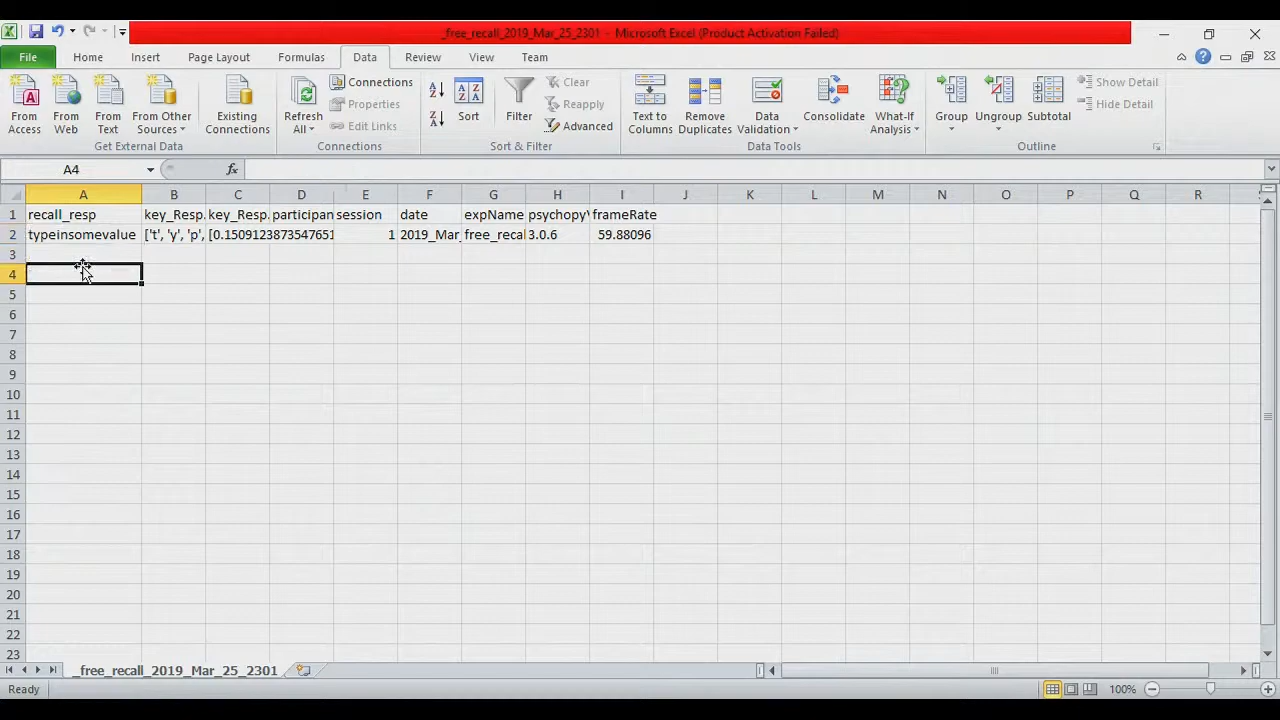 _free_recall_2019_Mar_25_2301 - Microsoft Excel (Product Activation Failed)
File Home Insert Page Layout Formulas Data Review View Team
From Access
From Web
From Text
From Other Sources
Existing Connections
Get External Data
Refresh All
Connections
Properties
Edit Links
Connections
Sort
Filter
Clear
Reapply
Advanced
Sort & Filter
Text to Columns
Remove Duplicates
Data Validation
Consolidate
What-If Analysis
Data Tools
Group
Ungroup
Subtotal
Show Detail
Hide Detail
Outline
A4 fx
A B C D E F G H I J K L M N O P Q R
1 recall_resp key_Resp. key_Resp. participan session date expName psychopy frameRate
2 typeinsomevalue ['t', 'y', 'p', [0.1509123873547651 1 2019_Mar_ free_recal 3.0.6 59.88096
3
4
5
6
7
8
9
10
11
12
13
14
15
16
17
18
19
20
21
22
23
_free_recall_2019_Mar_25_2301
Ready 100%